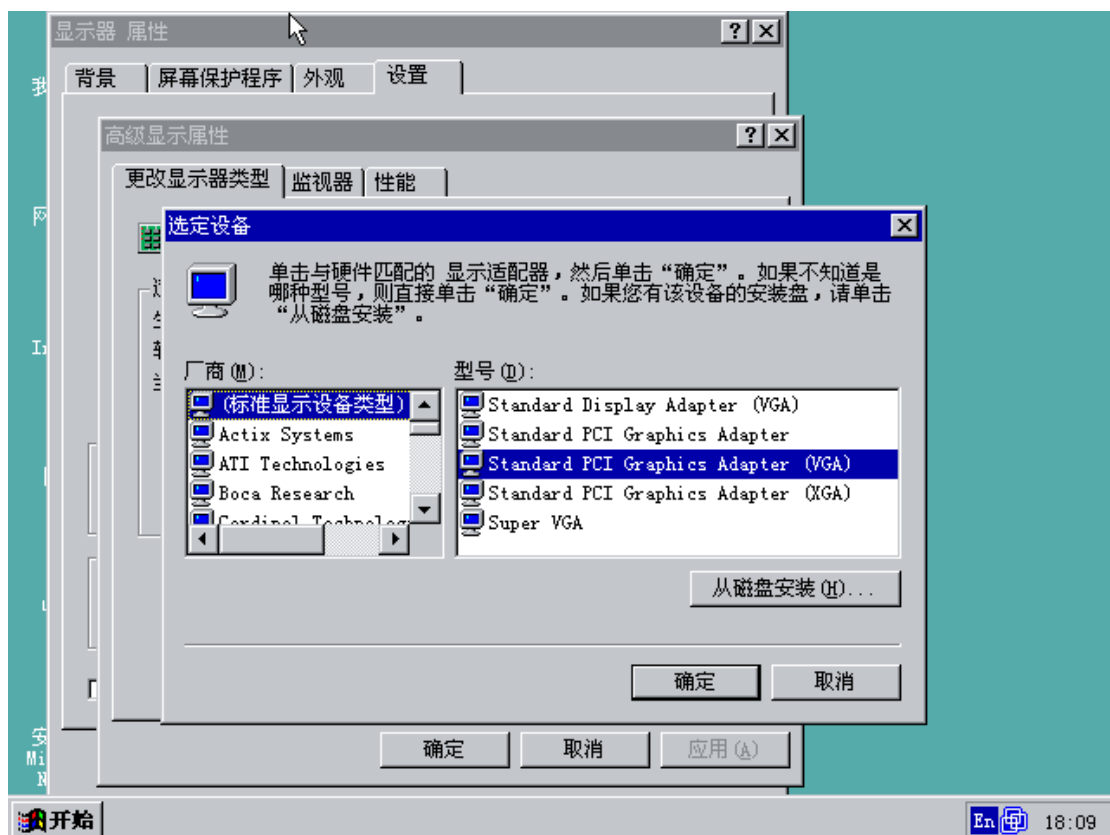 显示器 属性
背景
屏幕保护程序
外观
设置
高级显示属性
更改显示器类型
监视器
性能
选定设备
单击与硬件匹配的 显示适配器，然后单击“确定”。如果不知道是
哪种型号，则直接单击“确定”。如果您有该设备的安装盘，请单击
“从磁盘安装”。
厂商(M):
型号(D):
(标准显示设备类型)
Actix Systems
ATI Technologies
Boca Research
Standard Display Adapter (VGA)
Standard PCI Graphics Adapter
Standard PCI Graphics Adapter (VGA)
Standard PCI Graphics Adapter (XGA)
Super VGA
从磁盘安装(H)...
确定
取消
确定
取消
应用(A)
我
网
安
Mi
N
开始
En
18:09